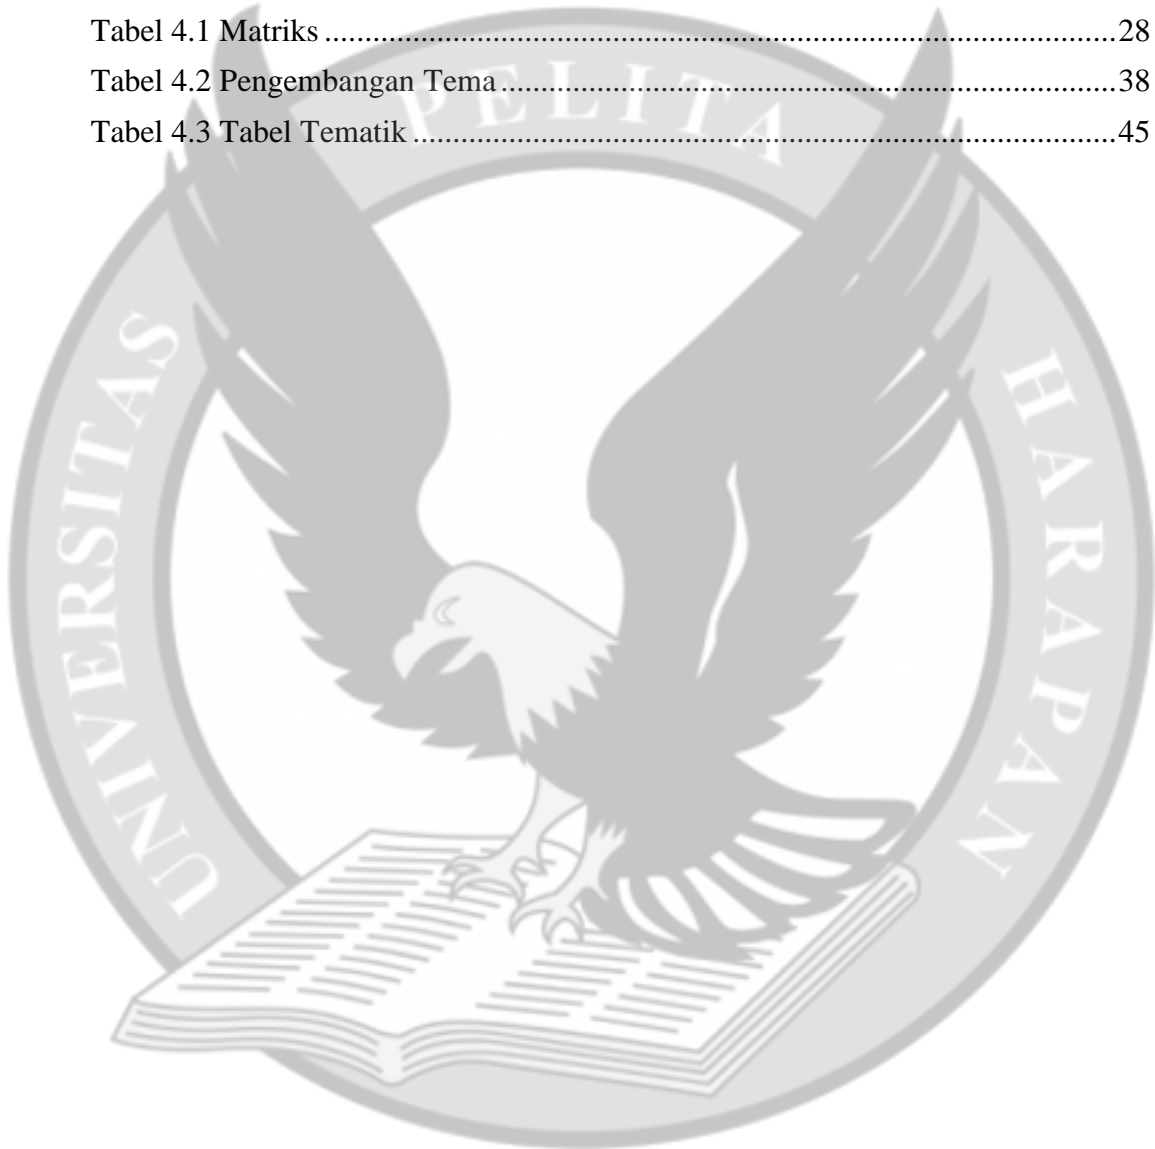 Tabel 4.1 Matriks ....................................................................................................28
Tabel 4.2 Pengembangan Tema ..............................................................................38
Tabel 4.3 Tabel Tematik .........................................................................................45
UNIVERSITAS PELITA HARAPAN